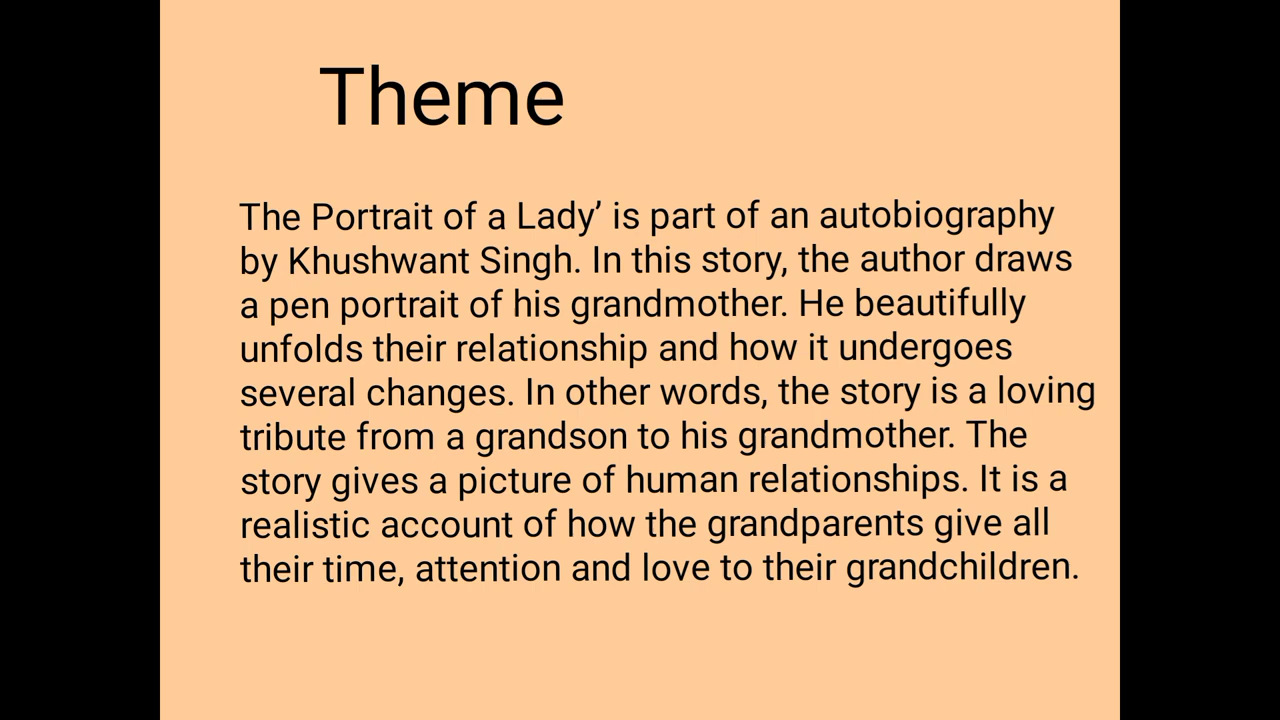 Theme
The Portrait of a Lady’ is part of an autobiography
by Khushwant Singh. In this story, the author draws
a pen portrait of his grandmother. He beautifully
unfolds their relationship and how it undergoes
several changes. In other words, the story is a loving
tribute from a grandson to his grandmother. The
story gives a picture of human relationships. It is a
realistic account of how the grandparents give all
their time, attention and love to their grandchildren.